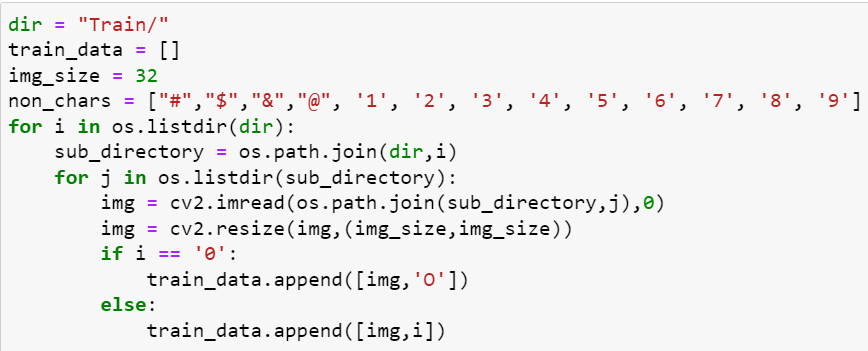 dir = "Train/"
train_data = []
img_size = 32
non_chars = ["#","$","&","@", '1', '2', '3', '4', '5', '6', '7', '8', '9']
for i in os.listdir(dir):
    sub_directory = os.path.join(dir,i)
    for j in os.listdir(sub_directory):
        img = cv2.imread(os.path.join(sub_directory,j),0)
        img = cv2.resize(img,(img_size,img_size))
        if i == '0':
            train_data.append([img,'O'])
        else:
            train_data.append([img,i])